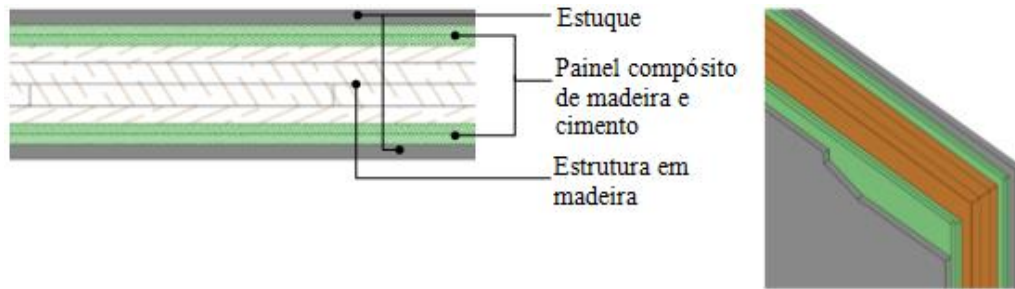 Estuque
Painel compósito
de madeira e
cimento
Estrutura em
madeira